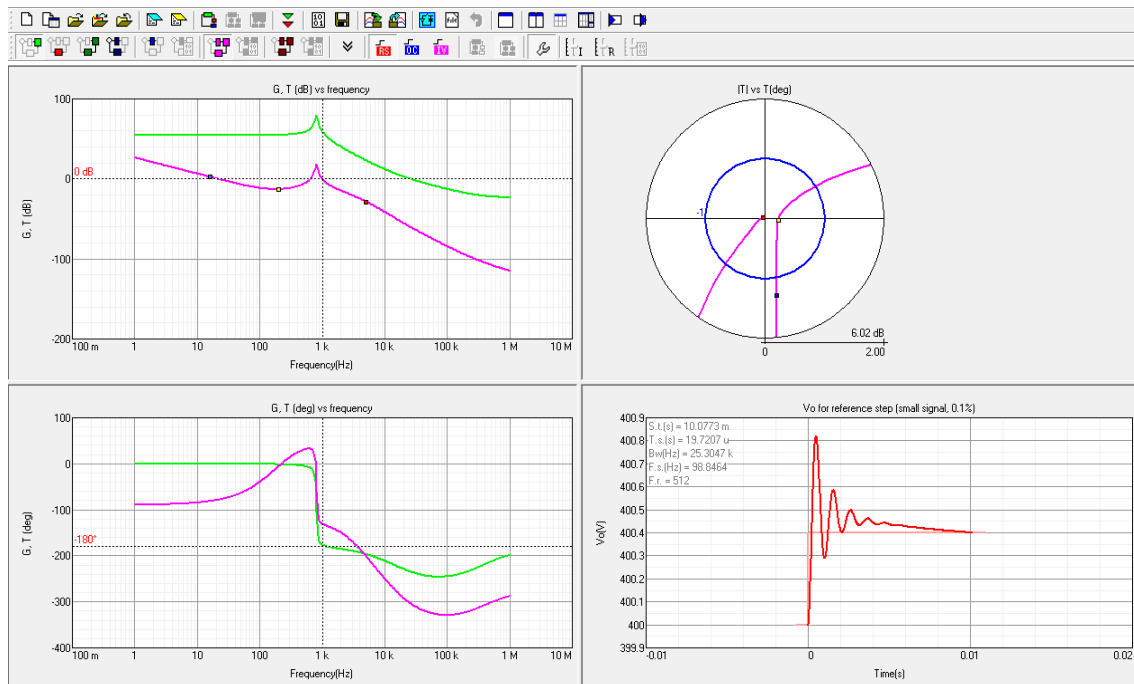 RS
O.C
IV
I
R
G, T (dB) vs frequency
100
0 dB
0
G, T (dB)
-100
-200
100 m
1
10
100
1 k
10 k
100 k
1 M
10 M
Frequency(Hz)
|T| vs T(deg)
-1
6.02 dB
0
2.00
G, T (deg) vs frequency
100
0
G, T (deg)
-100
-180°
-200
-300
-400
100 m
1
10
100
1 k
10 k
100 k
1 M
10 M
Frequency(Hz)
Vo for reference step (small signal, 0.1%)
400.9
S.t.(s) = 10.0773 m
400.8
T.s.(s) = 19.7207 u
Bw(Hz) = 25.3047 k
400.7
F.s.(Hz) = 98.8464
F.r. = 512
400.6
400.5
Vo(V)
400.4
400.3
400.2
400.1
400
399.9
-0.01
0
0.01
0.02
Time(s)